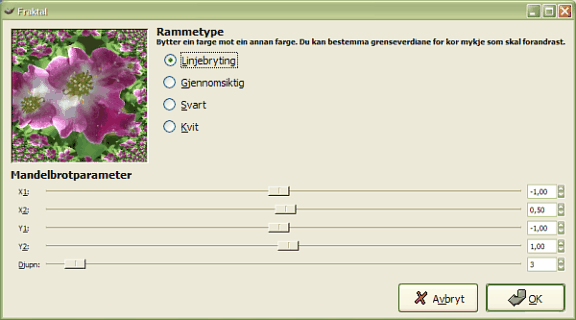 Fraktal
Rammetype
Bytter ein farge mot ein annan farge. Du kan bestemma grenseverdiane for kor mykje som skal forandrast.
Linjebryting
Gjennomsiktig
Svart
Kvit
Mandelbrotparameter
X1: -1,00
X2: 0,50
Y1: -1,00
Y2: 1,00
Djupn: 3
Avbryt OK